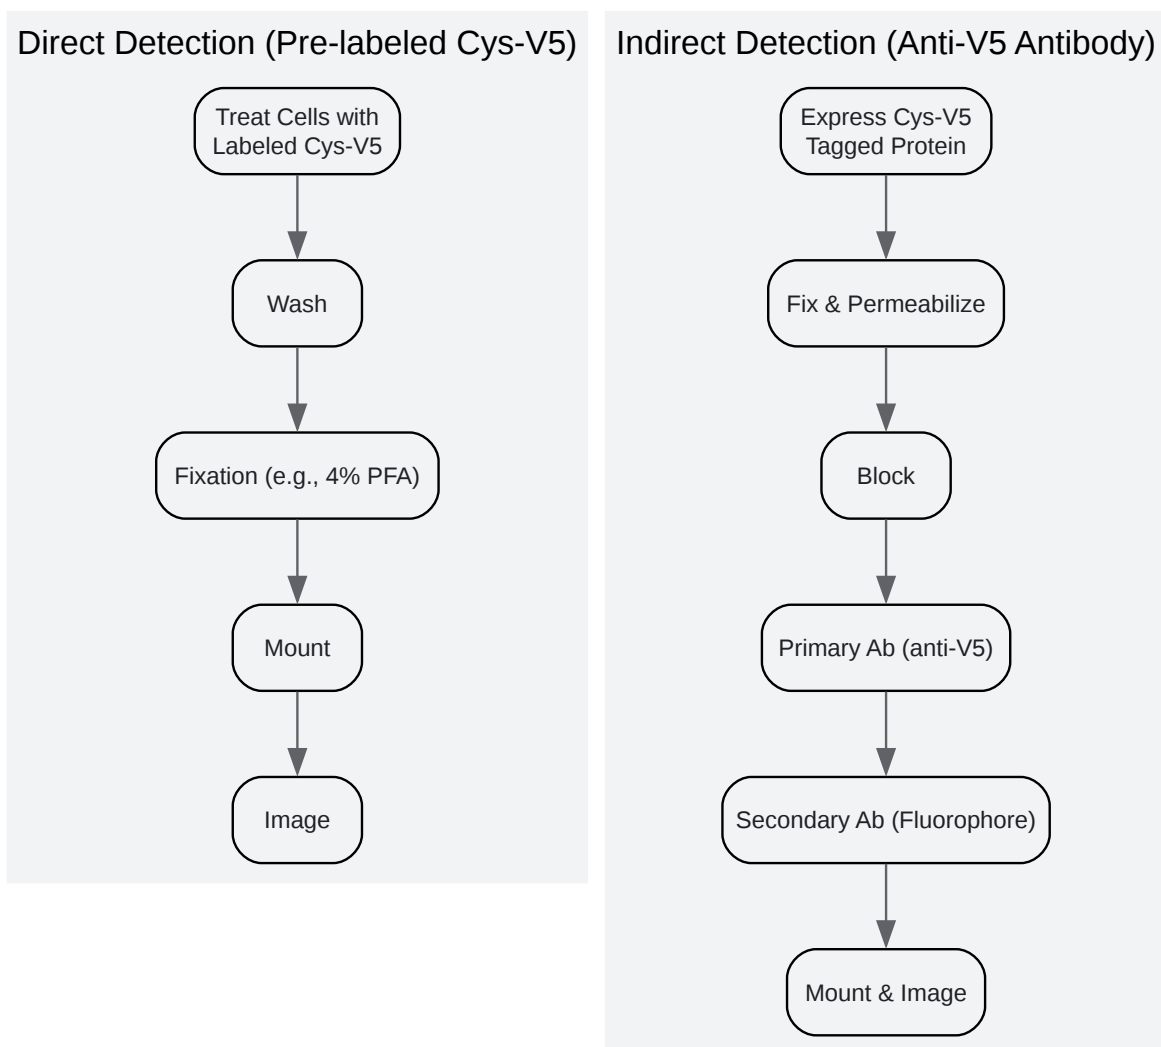 Direct Detection (Pre-labeled Cys-V5)
Treat Cells with
Labeled Cys-V5
Wash
Fixation (e.g., 4% PFA)
Mount
Image
Indirect Detection (Anti-V5 Antibody)
Express Cys-V5
Tagged Protein
Fix & Permeabilize
Block
Primary Ab (anti-V5)
Secondary Ab (Fluorophore)
Mount & Image